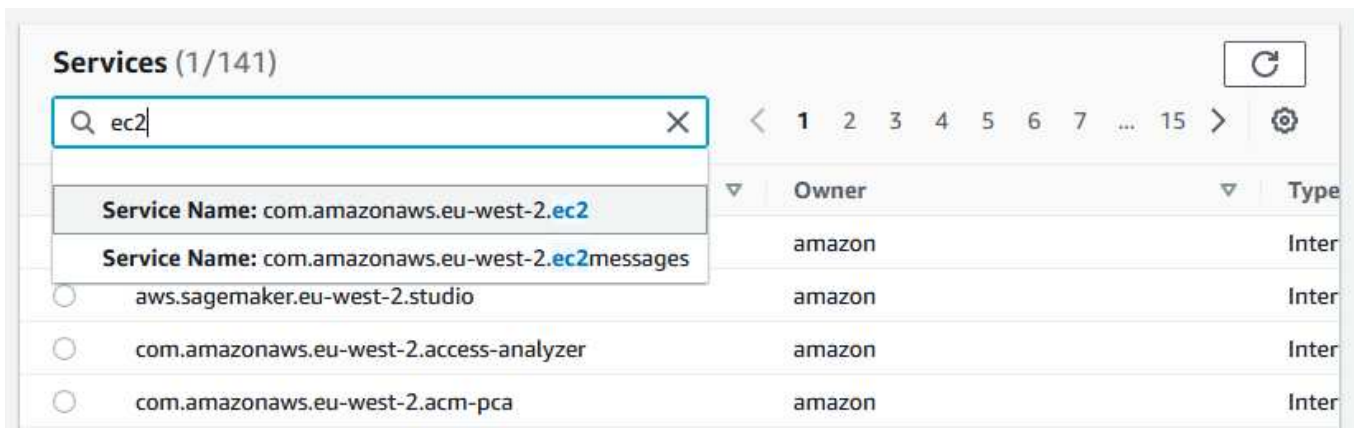 Services (1/141)
ec2
1 2 3 4 5 6 7 ... 15
Owner
Type
Service Name: com.amazonaws.eu-west-2.ec2
amazon
Inter
Service Name: com.amazonaws.eu-west-2.ec2messages
aws.sagemaker.eu-west-2.studio
amazon
Inter
com.amazonaws.eu-west-2.access-analyzer
amazon
Inter
com.amazonaws.eu-west-2.acm-pca
amazon
Inter